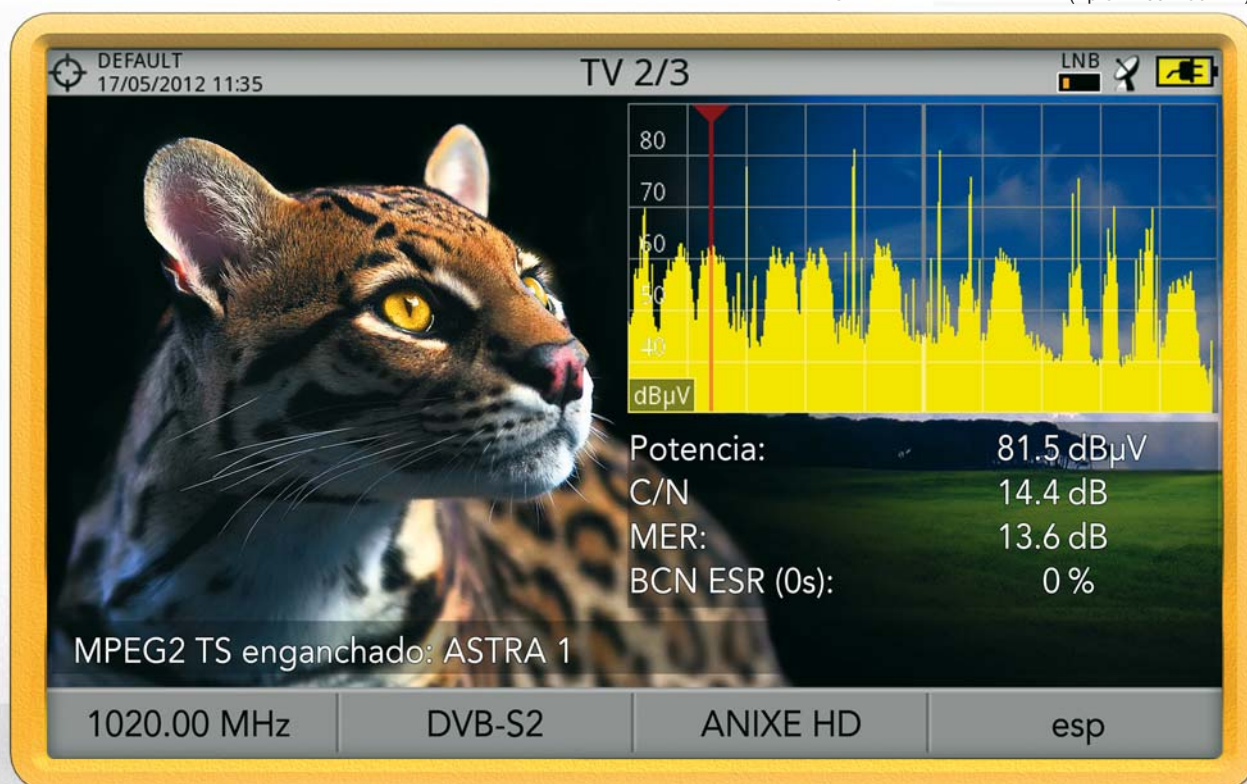 DEFAULT
17/05/2012 11:35
TV 2/3
LNB
80
70
60
50
40
dBµV
Potencia: 81.5 dBµV
C/N 14.4 dB
MER: 13.6 dB
BCN ESR (0s): 0 %
MPEG2 TS enganchado: ASTRA 1
1020.00 MHz
DVB-S2
ANIXE HD
esp